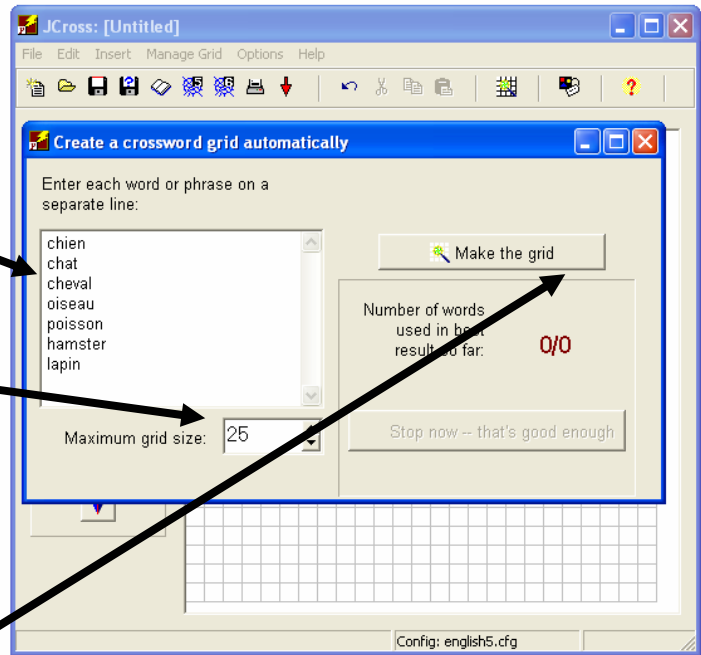 JCross: [Untitled]
File Edit Insert Manage Grid Options Help
Create a crossword grid automatically
Enter each word or phrase on a
separate line:
chien
chat
cheval
oiseau
poisson
hamster
lapin
Maximum grid size: 25
Make the grid
Number of words
used in best
result so far:
0/0
Stop now -- that's good enough
Config: english5.cfg